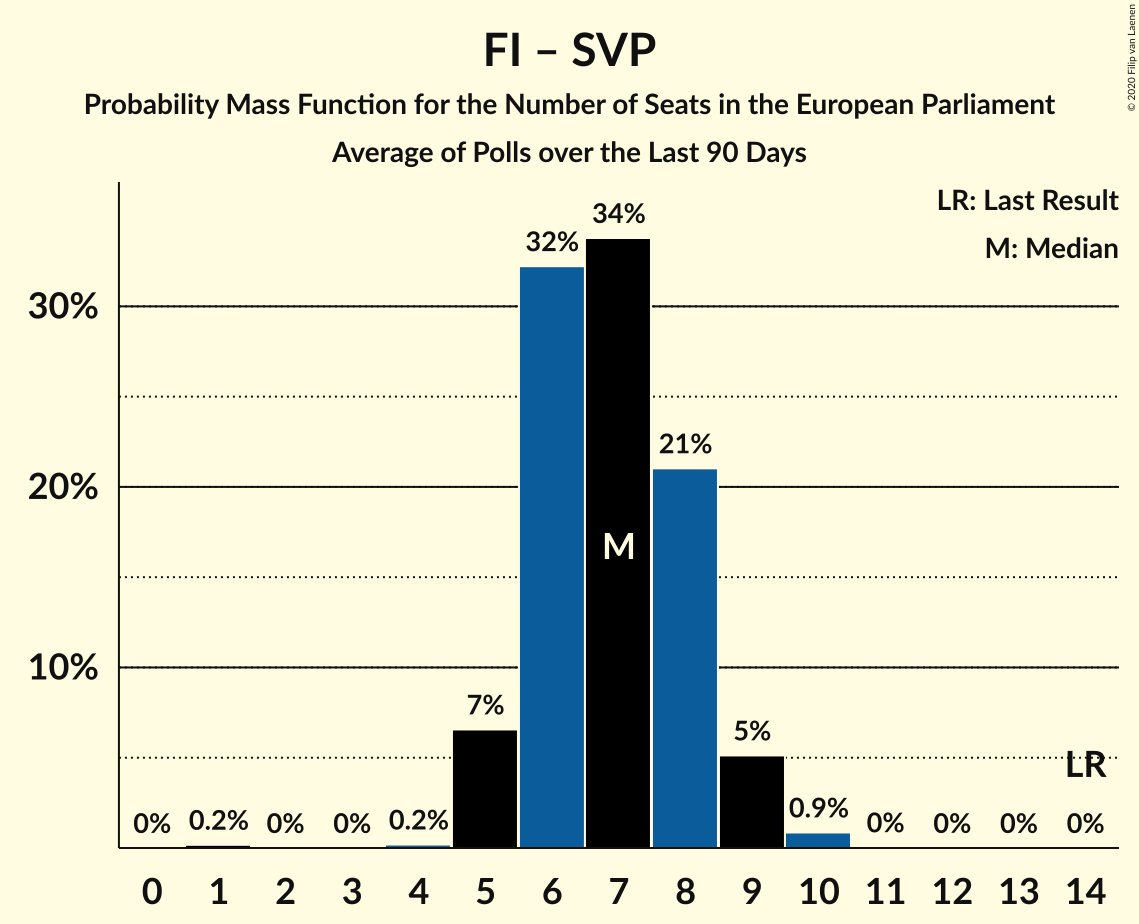 FI – SVP
Probability Mass Function for the Number of Seats in the European Parliament
Average of Polls over the Last 90 Days
© 2020 Filip van Laenen
LR: Last Result
M: Median
34%
32%
30%
21%
20%
M
10%
7%
5%
LR
0% 0.2% 0% 0% 0.2% 0.9% 0% 0% 0% 0%
0 1 2 3 4 5 6 7 8 9 10 11 12 13 14